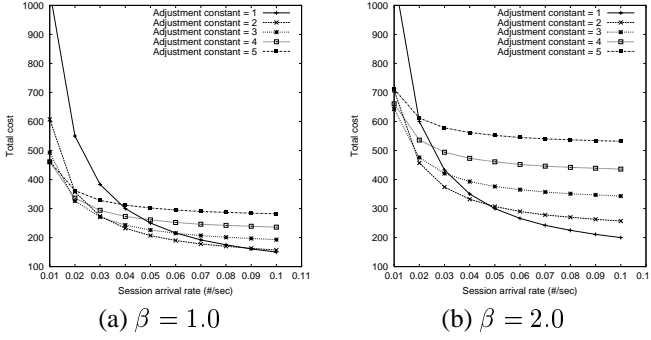 1000
900
800
700
600
500
400
300
200
100
Total cost
Adjustment constant = 1
Adjustment constant = 2
Adjustment constant = 3
Adjustment constant = 4
Adjustment constant = 5
0.01 0.02 0.03 0.04 0.05 0.06 0.07 0.08 0.09 0.1 0.11
Session arrival rate (#/sec)
(a) β = 1.0
1000
900
800
700
600
500
400
300
200
100
Total cost
Adjustment constant = 1
Adjustment constant = 2
Adjustment constant = 3
Adjustment constant = 4
Adjustment constant = 5
0.01 0.02 0.03 0.04 0.05 0.06 0.07 0.08 0.09 0.1 0.11
Session arrival rate (#/sec)
(b) β = 2.0